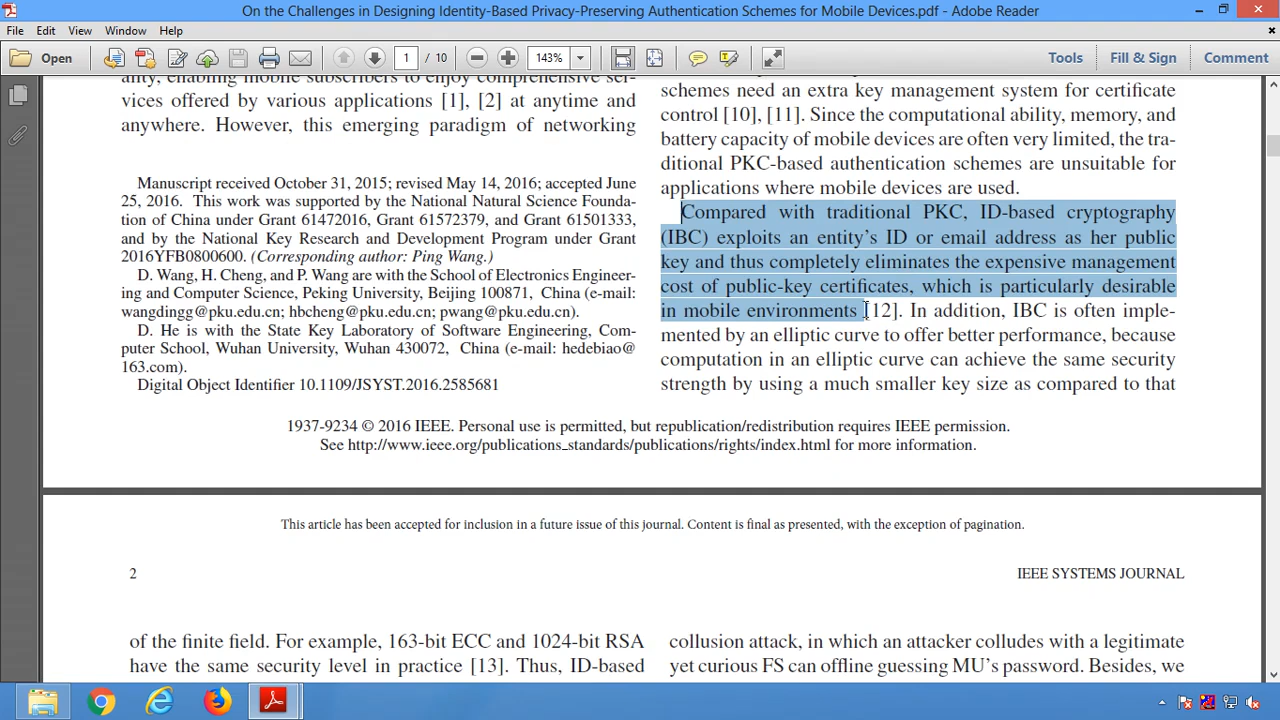 On the Challenges in Designing Identity-Based Privacy-Preserving Authentication Schemes for Mobile Devices.pdf - Adobe Reader
File Edit View Window Help
Open 1 / 10 143% Tools Fill & Sign Comment
ality, enabling mobile subscribers to enjoy comprehensive ser-
vices offered by various applications [1], [2] at anytime and
anywhere. However, this emerging paradigm of networking
Manuscript received October 31, 2015; revised May 14, 2016; accepted June
25, 2016. This work was supported by the National Natural Science Founda-
tion of China under Grant 61472016, Grant 61572379, and Grant 61501333,
and by the National Key Research and Development Program under Grant
2016YFB0800600. (Corresponding author: Ping Wang.)
D. Wang, H. Cheng, and P. Wang are with the School of Electronics Engineer-
ing and Computer Science, Peking University, Beijing 100871, China (e-mail:
wangdingg@pku.edu.cn; hbcheng@pku.edu.cn; pwang@pku.edu.cn).
D. He is with the State Key Laboratory of Software Engineering, Com-
puter School, Wuhan University, Wuhan 430072, China (e-mail: hedebiao@
163.com).
Digital Object Identifier 10.1109/JSYST.2016.2585681
schemes need an extra key management system for certificate
control [10], [11]. Since the computational ability, memory, and
battery capacity of mobile devices are often very limited, the tra-
ditional PKC-based authentication schemes are unsuitable for
applications where mobile devices are used.
Compared with traditional PKC, ID-based cryptography
(IBC) exploits an entity's ID or email address as her public
key and thus completely eliminates the expensive management
cost of public-key certificates, which is particularly desirable
in mobile environments [12]. In addition, IBC is often imple-
mented by an elliptic curve to offer better performance, because
computation in an elliptic curve can achieve the same security
strength by using a much smaller key size as compared to that
1937-9234 © 2016 IEEE. Personal use is permitted, but republication/redistribution requires IEEE permission.
See http://www.ieee.org/publications_standards/publications/rights/index.html for more information.
This article has been accepted for inclusion in a future issue of this journal. Content is final as presented, with the exception of pagination.
2 IEEE SYSTEMS JOURNAL
of the finite field. For example, 163-bit ECC and 1024-bit RSA
have the same security level in practice [13]. Thus, ID-based
collusion attack, in which an attacker colludes with a legitimate
yet curious FS can offline guessing MU's password. Besides, we